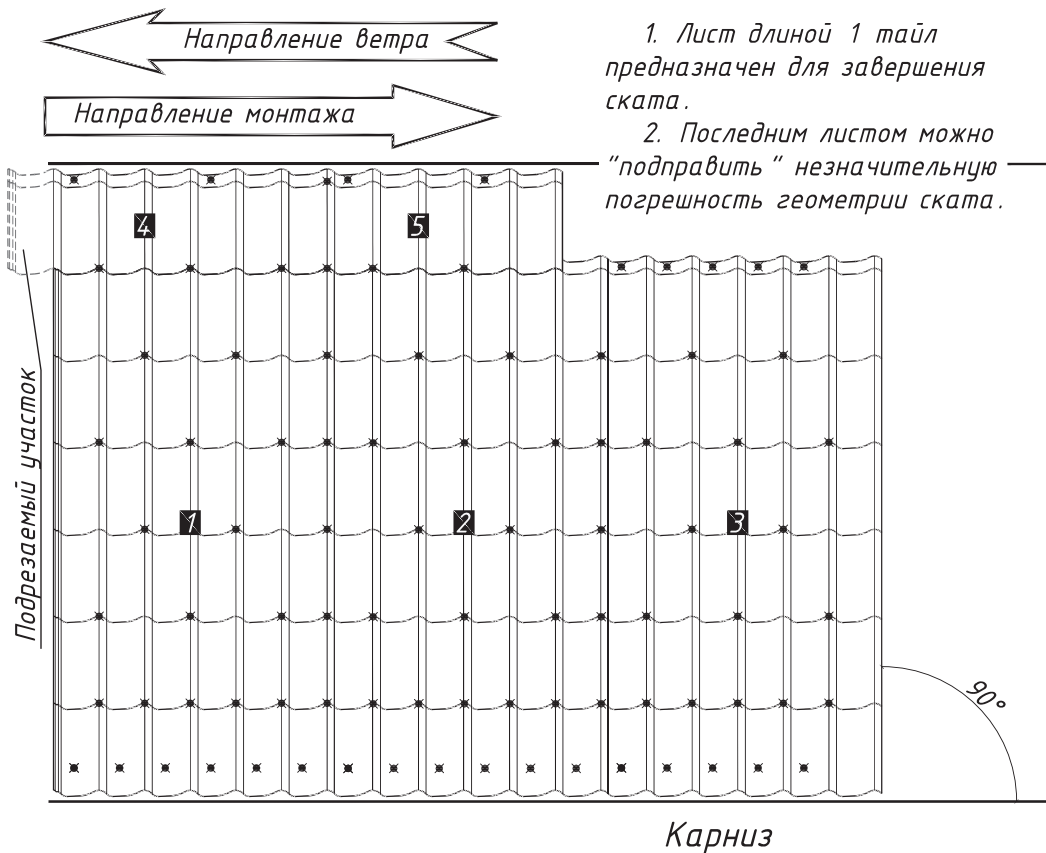 Направление ветра
Направление монтажа
1. Лист длиной 1 тайл
предназначен для завершения
ската.
2. Последним листом можно
"подправить " незначительную
погрешность геометрии ската.
4
5
Подрезаемый участок
1
2
3
90°
Карниз